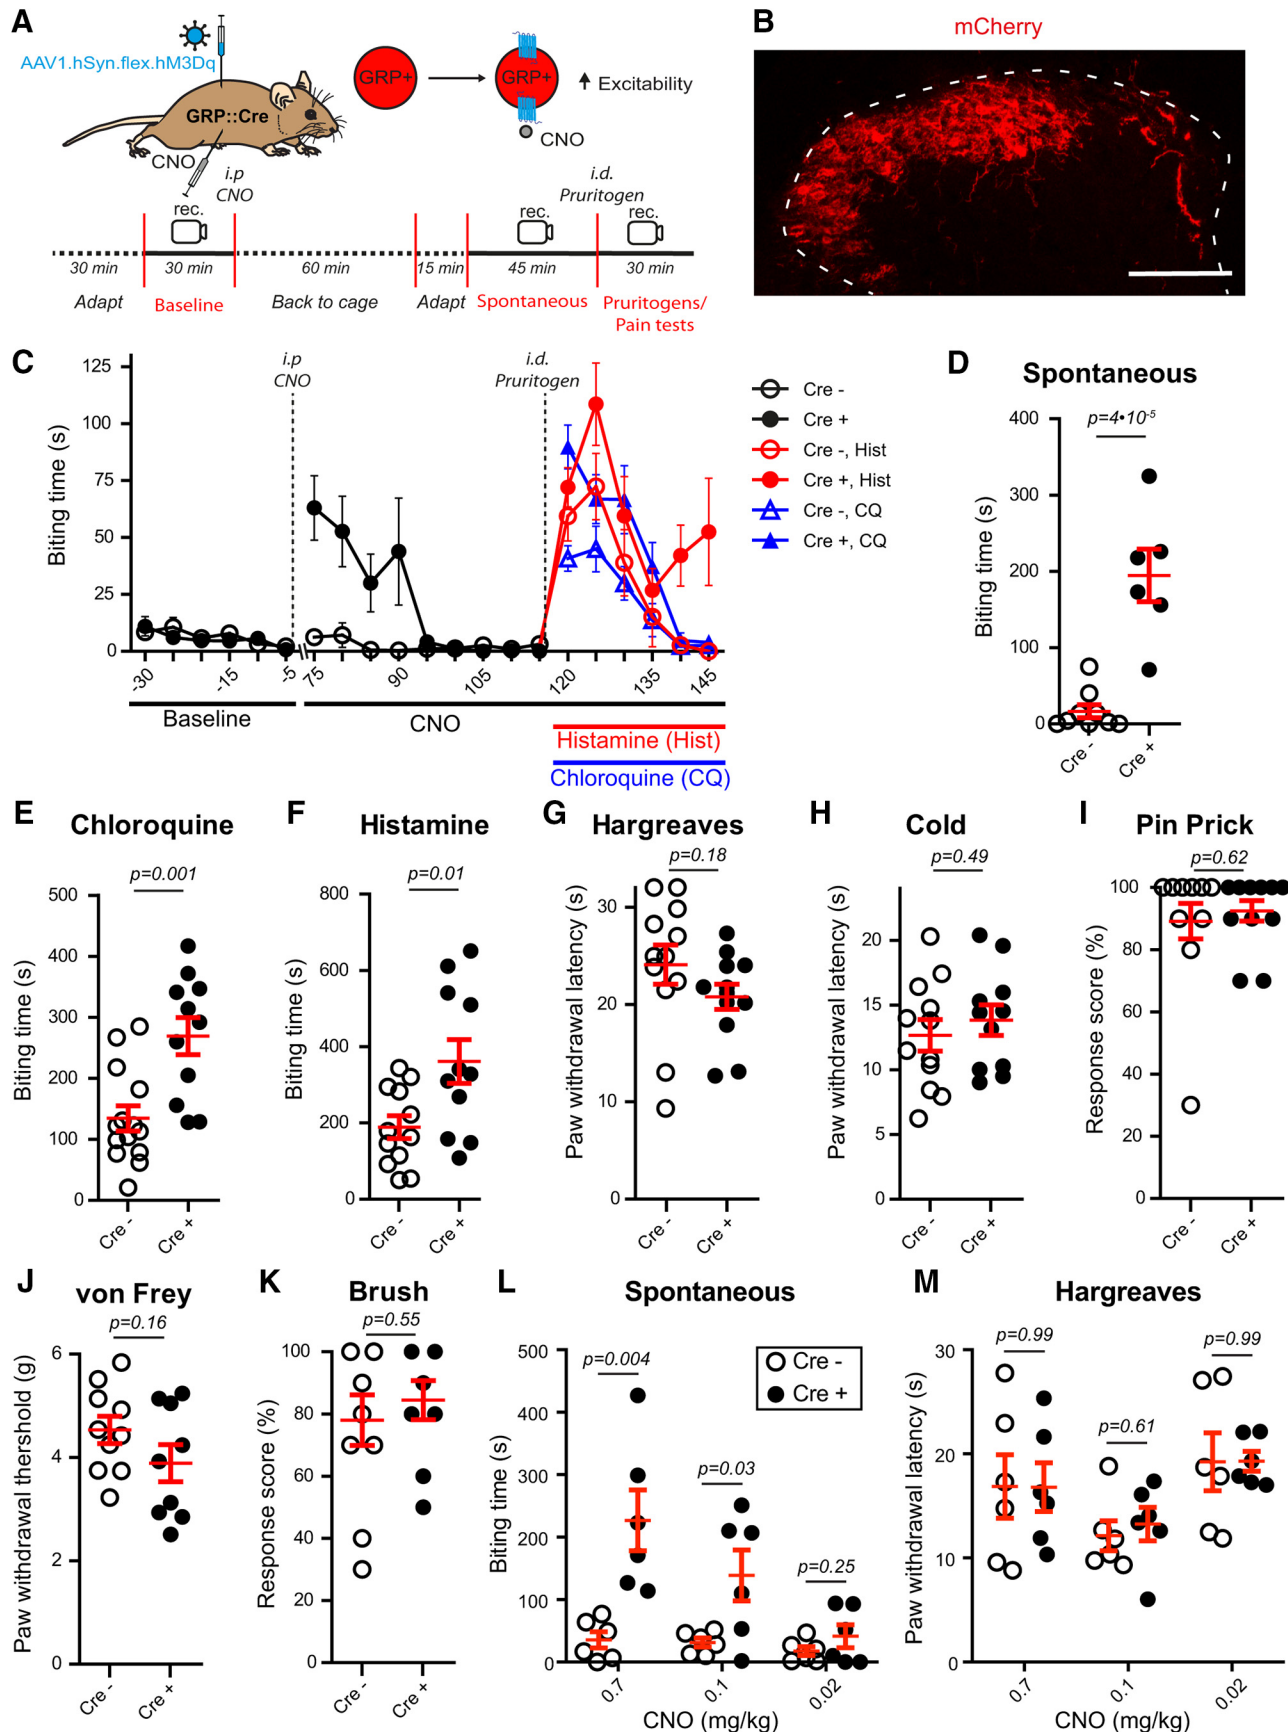 A
AAV1.hSyn.flex.hM3Dq
GRP::Cre
CNO
GRP+
GRP+
CNO
Excitability
i.p
CNO
i.d.
Pruritogen
rec.
rec.
rec.
30 min
30 min
60 min
15 min
45 min
30 min
Adapt
Baseline
Back to cage
Adapt
Spontaneous
Pruritogens/
Pain tests
B
mCherry
C
Biting time (s)
125
100
75
50
25
0
i.p
CNO
i.d.
Pruritogen
-30
-15
-5
75
90
105
120
135
145
Baseline
CNO
Histamine (Hist)
Chloroquine (CQ)
Cre -
Cre +
Cre -, Hist
Cre +, Hist
Cre -, CQ
Cre +, CQ
D
Spontaneous
p=4•10-5
Biting time (s)
400
300
200
100
0
Cre -
Cre +
E
Chloroquine
p=0.001
Biting time (s)
500
400
300
200
100
0
Cre -
Cre +
F
Histamine
p=0.01
Biting time (s)
800
600
400
200
0
Cre -
Cre +
G
Hargreaves
p=0.18
Paw withdrawal latency (s)
30
20
10
0
Cre -
Cre +
H
Cold
p=0.49
Paw withdrawal latency (s)
20
15
10
5
0
Cre -
Cre +
I
Pin Prick
p=0.62
Response score (%)
100
80
60
40
20
0
Cre -
Cre +
J
von Frey
p=0.16
Paw withdrawal thershold (g)
6
4
2
0
Cre -
Cre +
K
Brush
p=0.55
Response score (%)
100
80
60
40
20
0
Cre -
Cre +
L
Spontaneous
Cre -
Cre +
p=0.004
p=0.03
p=0.25
Biting time (s)
500
400
300
200
100
0
0.7
0.1
0.02
CNO (mg/kg)
M
Hargreaves
p=0.99
p=0.61
p=0.99
Paw withdrawal latency (s)
30
20
10
0
0.7
0.1
0.02
CNO (mg/kg)